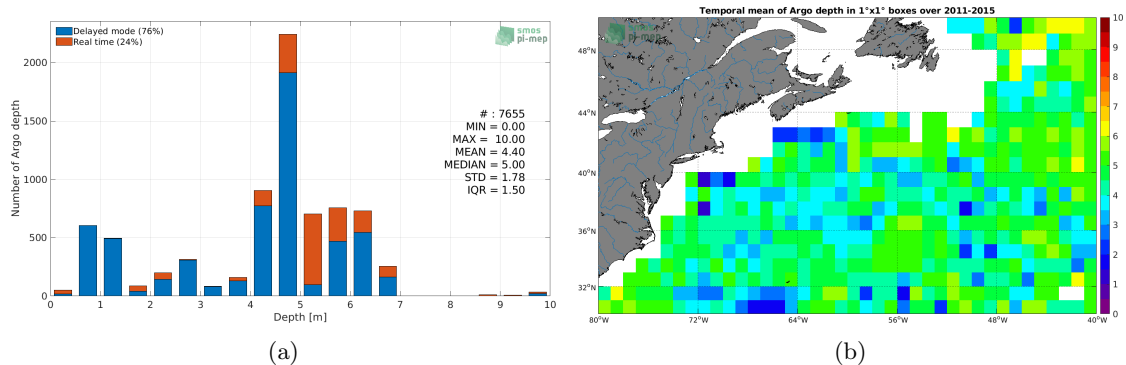 Delayed mode (76%)
Real time (24%)
smos
pi-mep
# : 7655
MIN = 0.00
MAX = 10.00
MEAN = 4.40
MEDIAN = 5.00
STD = 1.78
IQR = 1.50
Number of Argo depth
2000
1500
1000
500
0
0 1 2 3 4 5 6 7 8 9 10
Depth [m]
(a)
Temporal mean of Argo depth in 1°x1° boxes over 2011-2015
smos
pi-mep
48°N
44°N
40°N
36°N
32°N
80°W 72°W 64°W 56°W 48°W 40°W
10
9
8
7
6
5
4
3
2
1
0
(b)